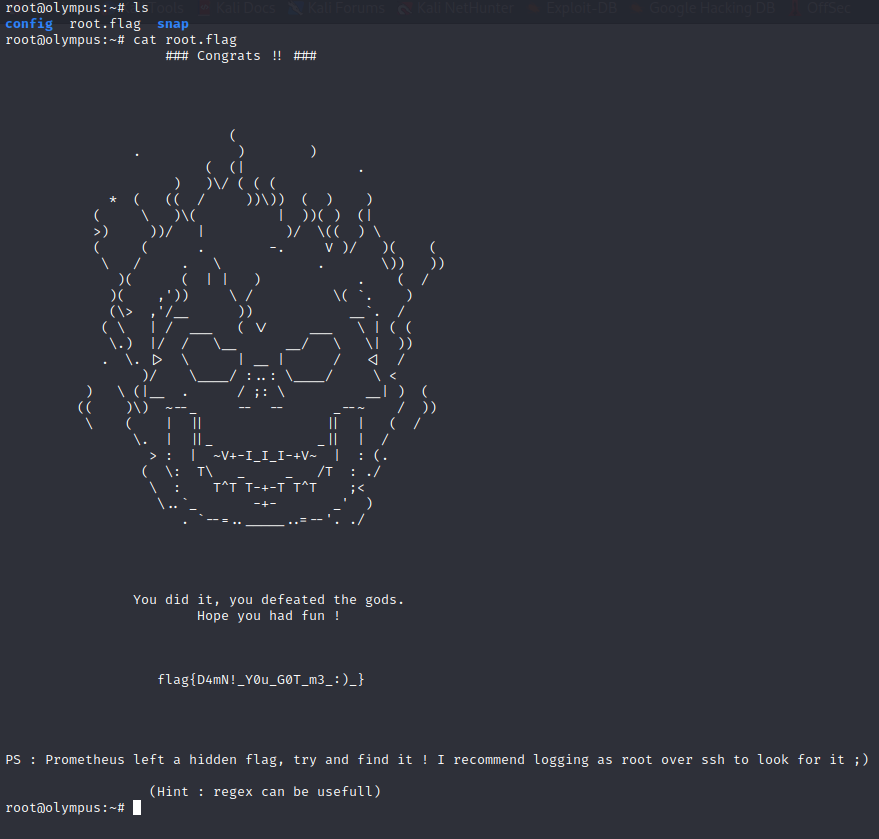 root@olympus:~# ls
config  root.flag  snap
root@olympus:~# cat root.flag
### Congrats !! ###
~V+-I_I_I-+V~
T^T T-+-T T^T
You did it, you defeated the gods.
Hope you had fun !
flag{D4mN!_Y0u_G0T_m3_:)_}
PS : Prometheus left a hidden flag, try and find it ! I recommend logging as root over ssh to look for it ;)
(Hint : regex can be usefull)
root@olympus:~#